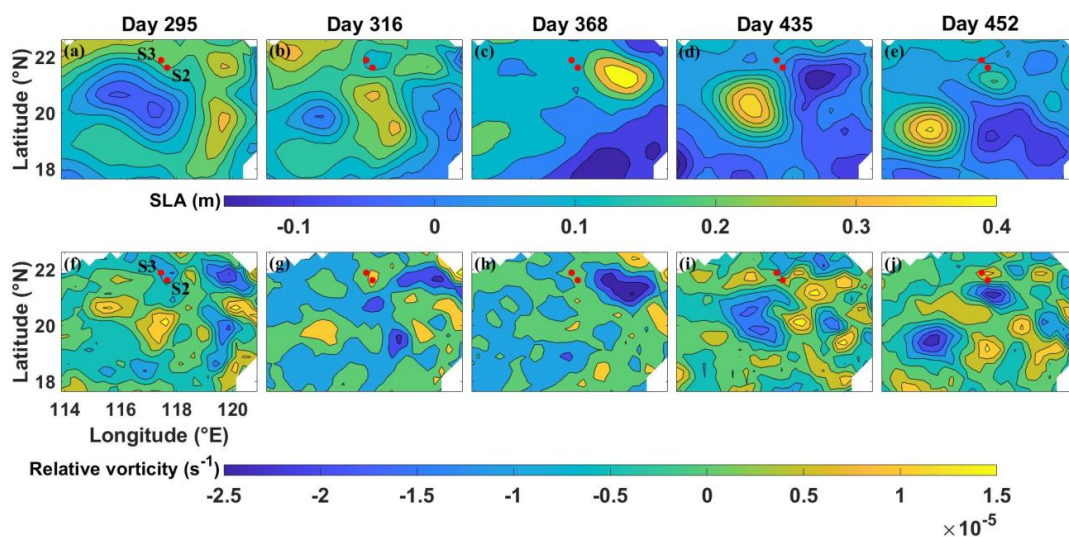 Day 295 Day 316 Day 368 Day 435 Day 452
(a) (b) (c) (d) (e)
S3
S2
22
20
18
Latitude (°N)
SLA (m)
-0.1 0 0.1 0.2 0.3 0.4
(f) (g) (h) (i) (j)
S3
S2
22
20
18
Latitude (°N)
114 116 118 120
Longitude (°E)
Relative vorticity (s-1)
-2.5 -2 -1.5 -1 -0.5 0 0.5 1 1.5
×10-5